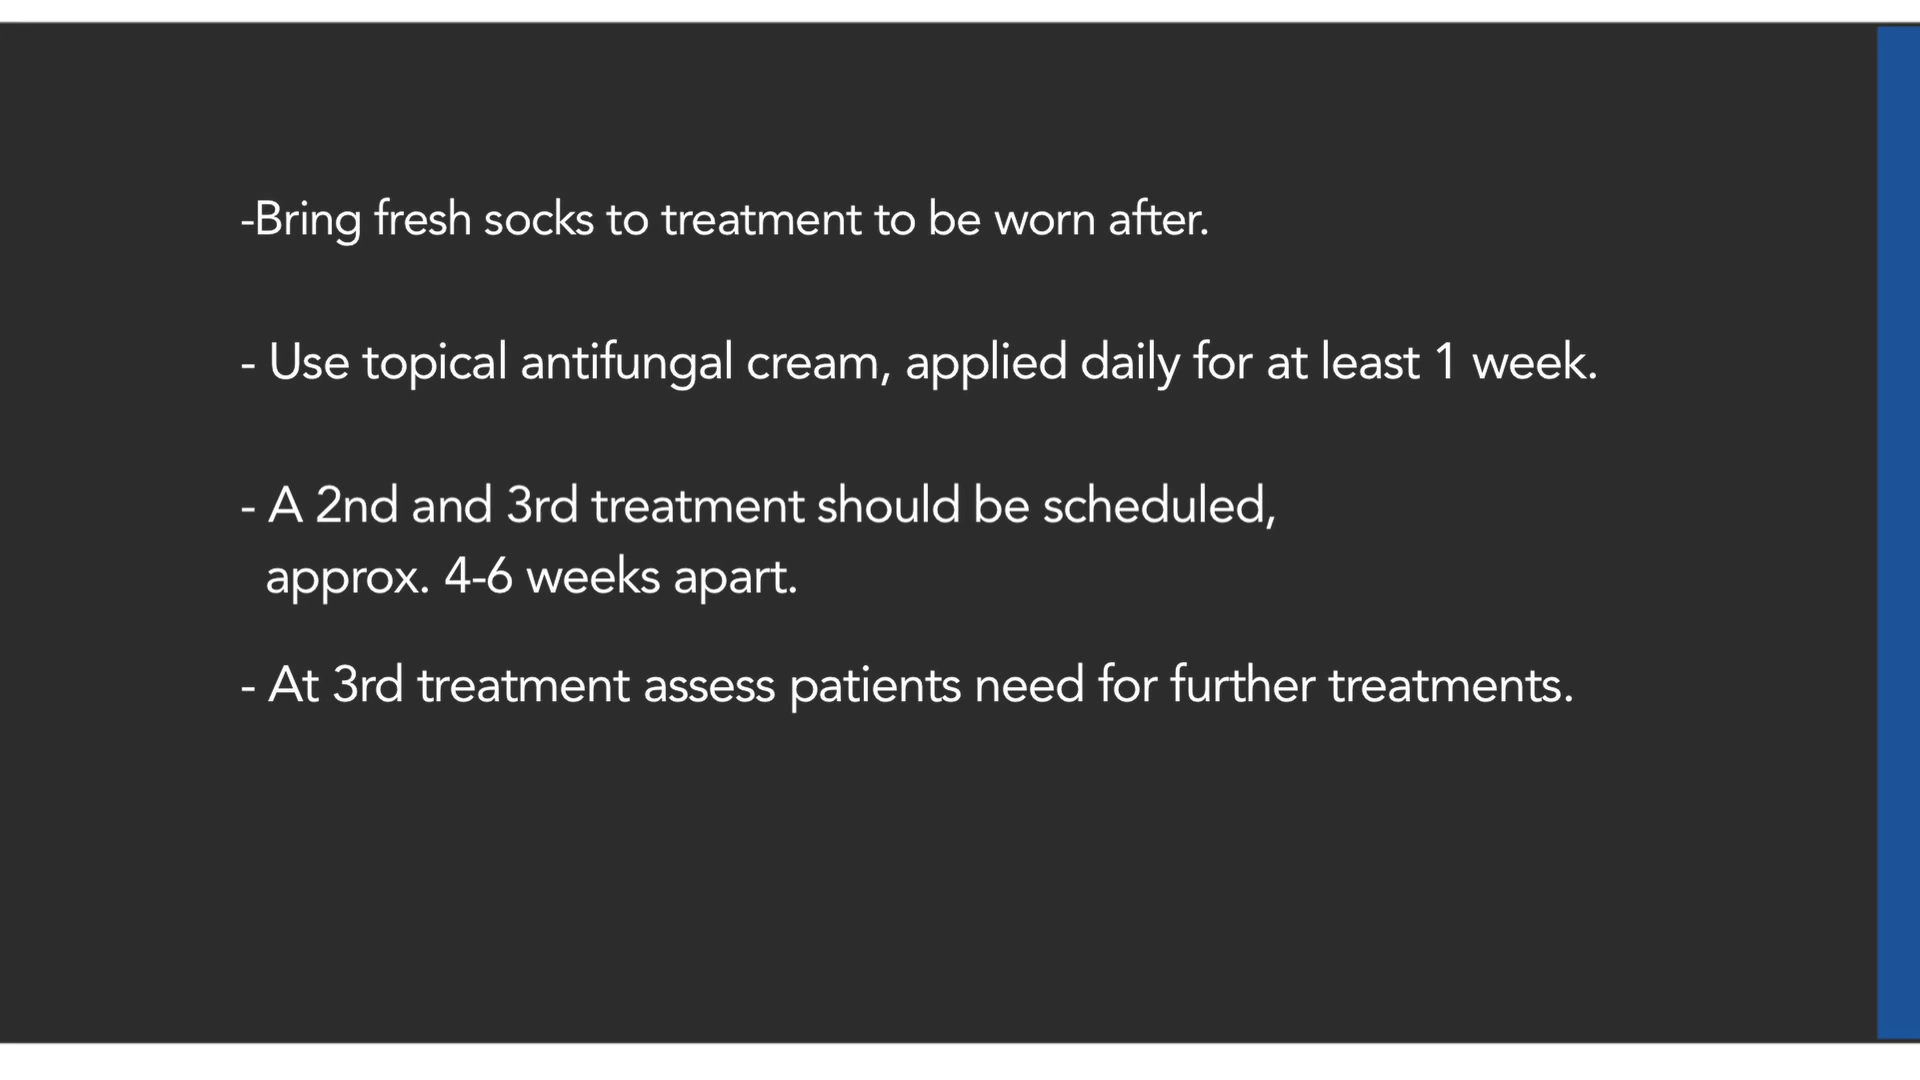 -Bring fresh socks to treatment to be worn after.
- Use topical antifungal cream, applied daily for at least 1 week.
- A 2nd and 3rd treatment should be scheduled,
approx. 4-6 weeks apart.
- At 3rd treatment assess patients need for further treatments.